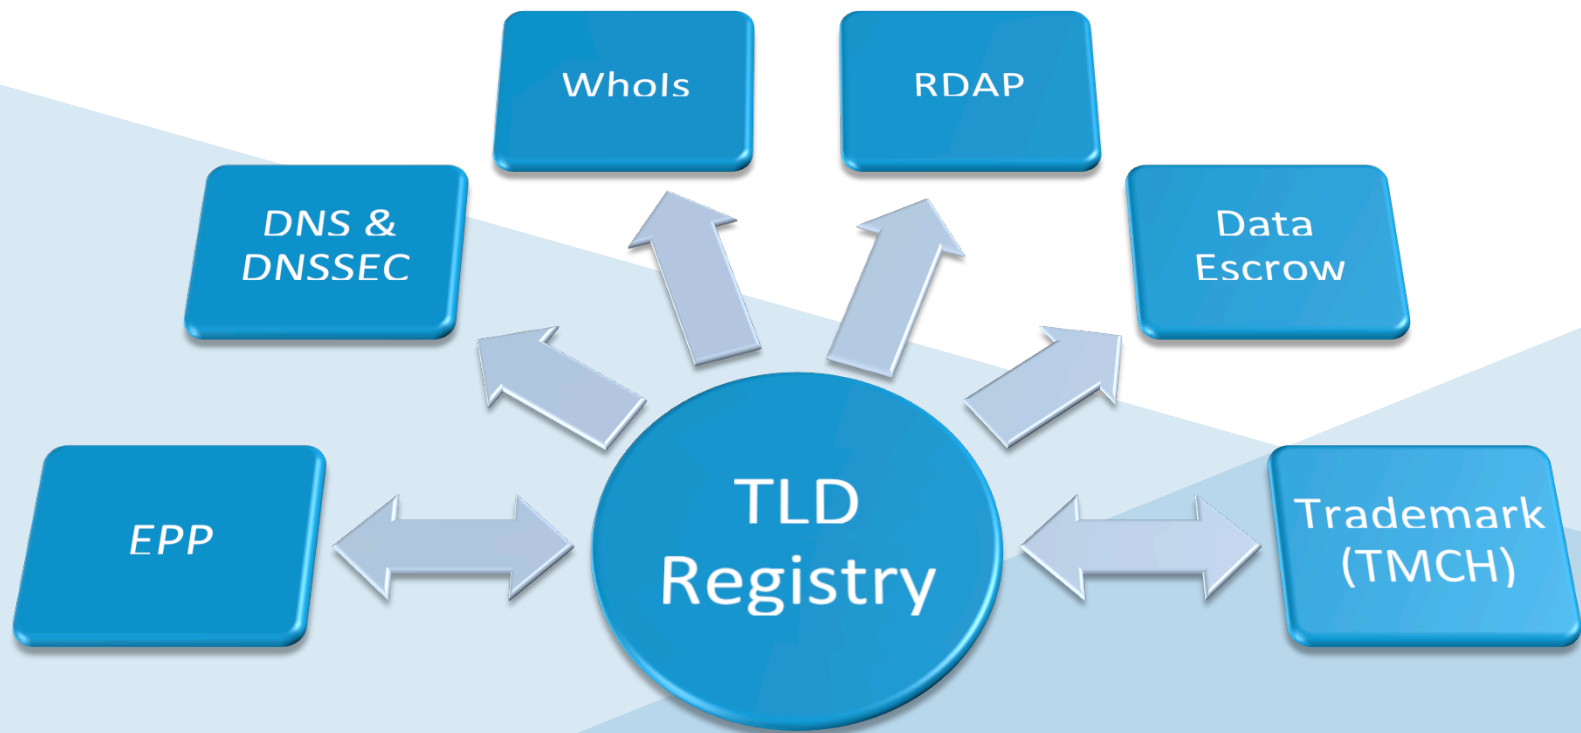 WhoIs
RDAP
DNS &
DNSSEC
Data
Escrow
EPP
TLD
Registry
Trademark
(TMCH)